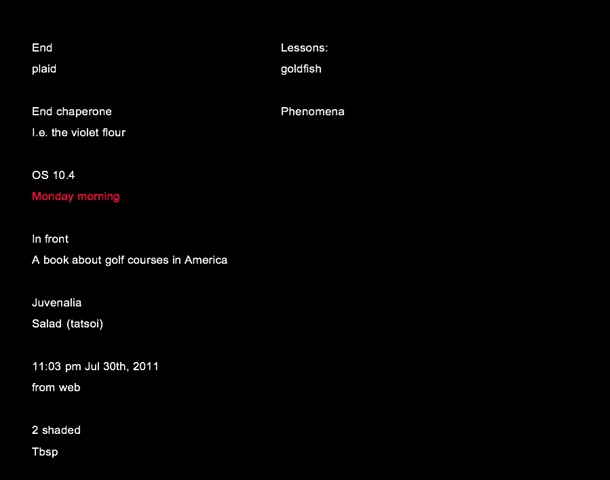 End
plaid
End chaperone
I.e. the violet flour
OS 10.4
Monday morning
In front
A book about golf courses in America
Juvenalia
Salad (tatsoi)
11:03 pm Jul 30th, 2011
from web
2 shaded
Tbsp
Lessons:
goldfish
Phenomena